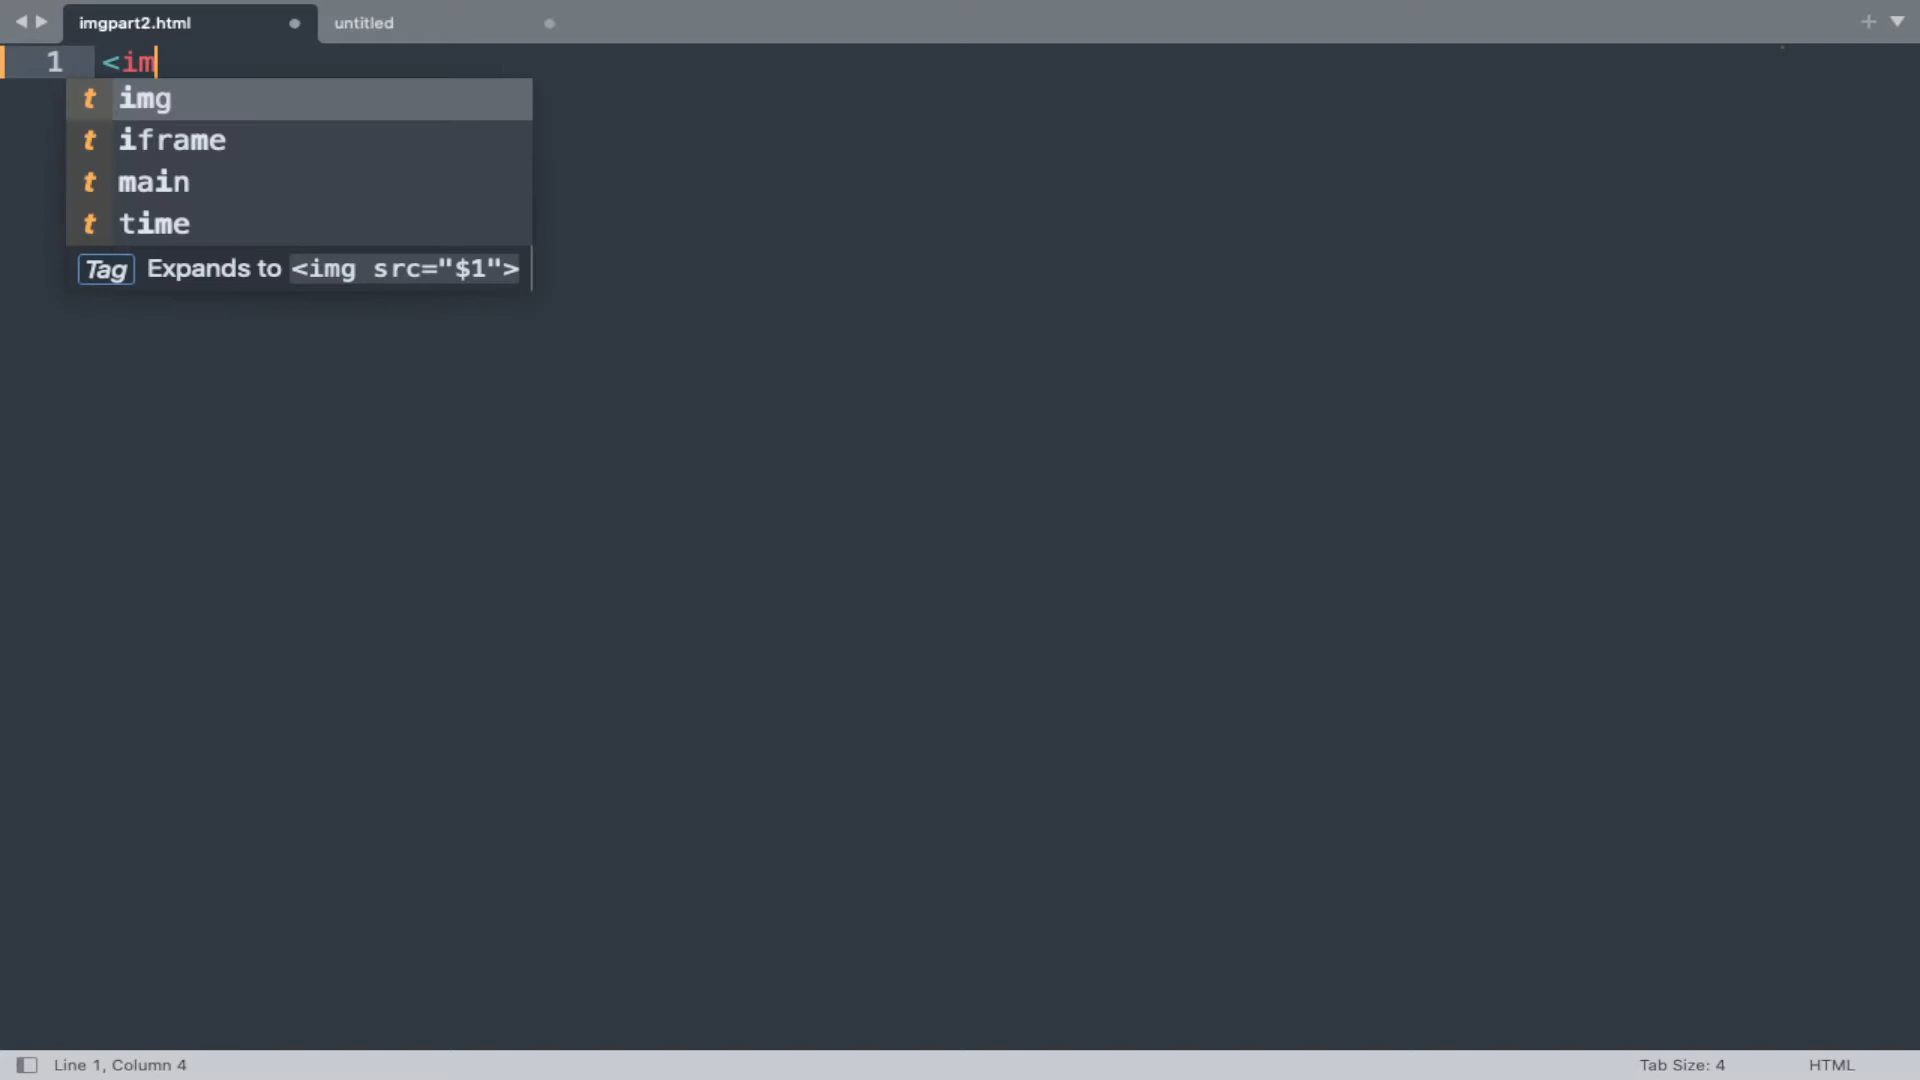 imgpart2.html
untitled
1 <im
t img
t iframe
t main
t time
Tag Expands to <img src="$1">
Line 1, Column 4
Tab Size: 4
HTML